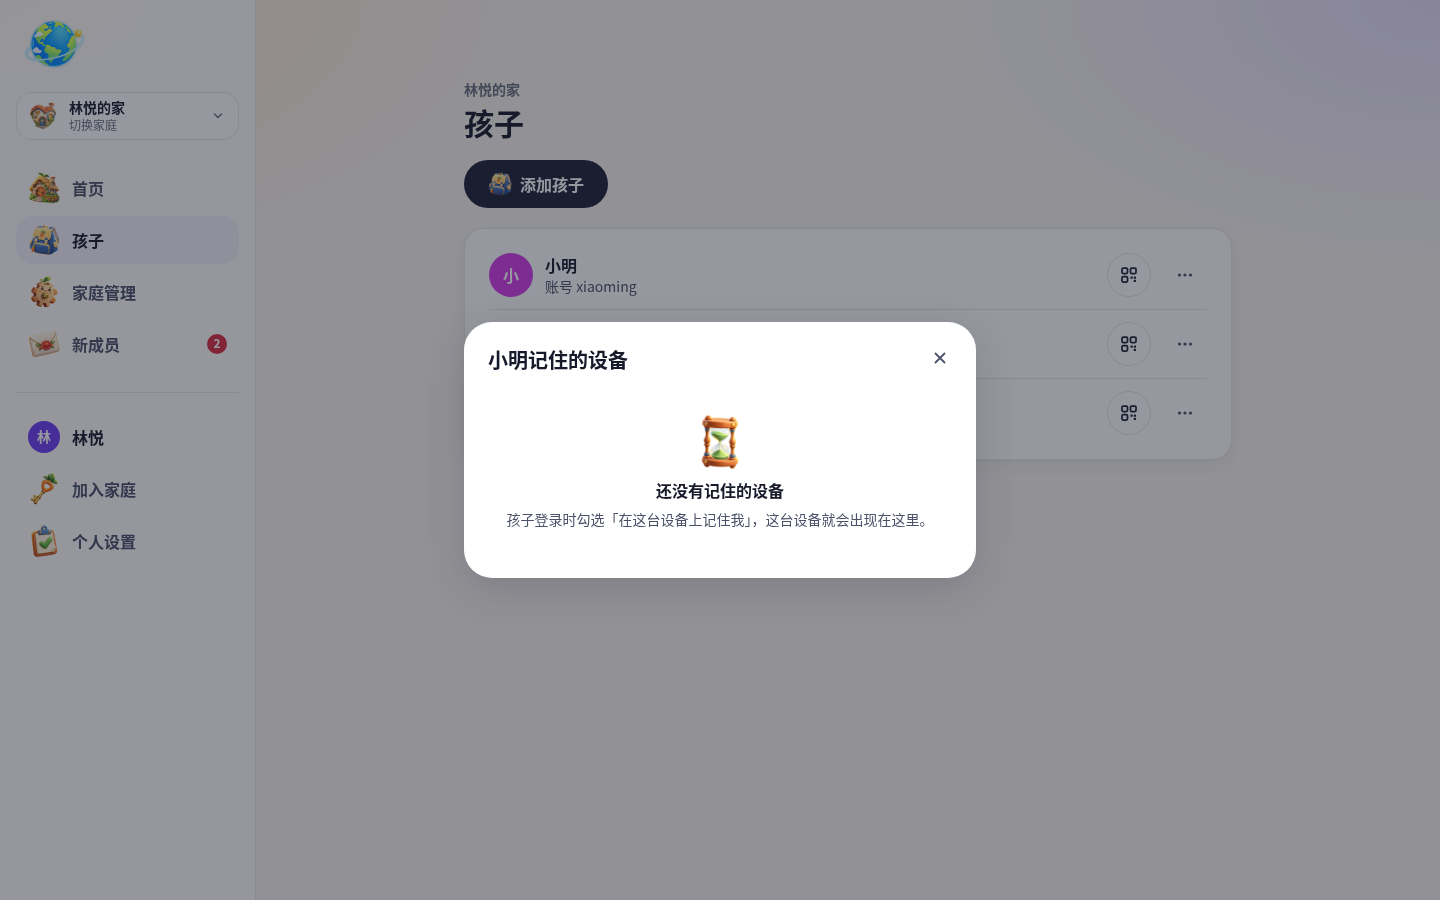 林悦的家
切换家庭
首页
孩子
家庭管理
新成员
2
林
林悦
加入家庭
个人设置
林悦的家
孩子
添加孩子
小
小明
账号 xiaoming
小明记住的设备
还没有记住的设备
孩子登录时勾选「在这台设备上记住我」，这台设备就会出现在这里。